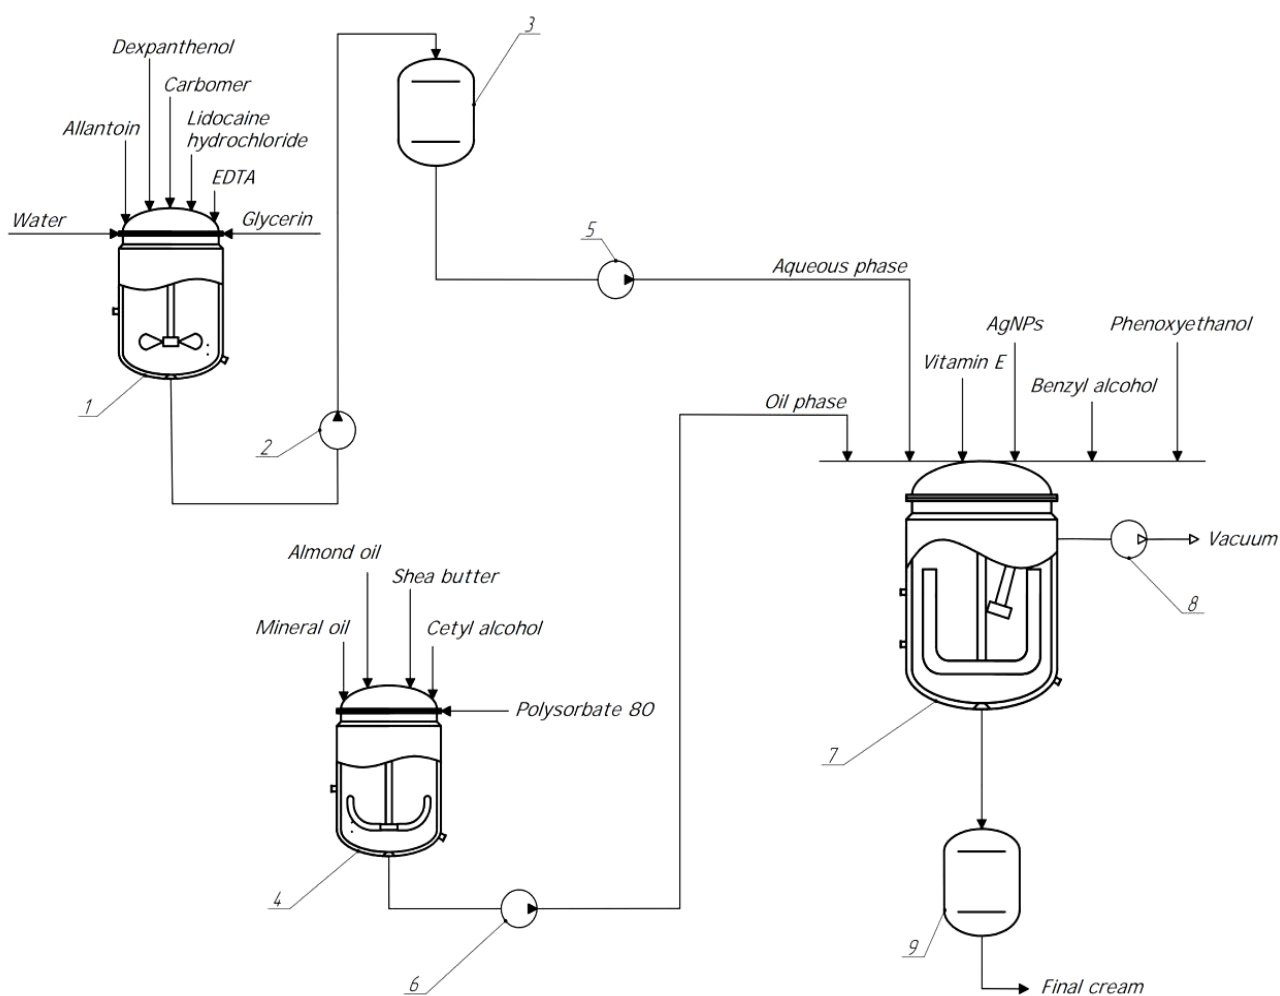 3
Dexpanthenol
Carbomer
Lidocaine
hydrochloride
Allantoin
EDTA
Water
Glycerin
5
Aqueous phase
AgNPs
Phenoxyethanol
Vitamin E
Benzyl alcohol
Oil phase
1
2
Vacuum
Almond oil
Shea butter
8
Mineral oil
Cetyl alcohol
Polysorbate 80
7
4
9
6
Final cream